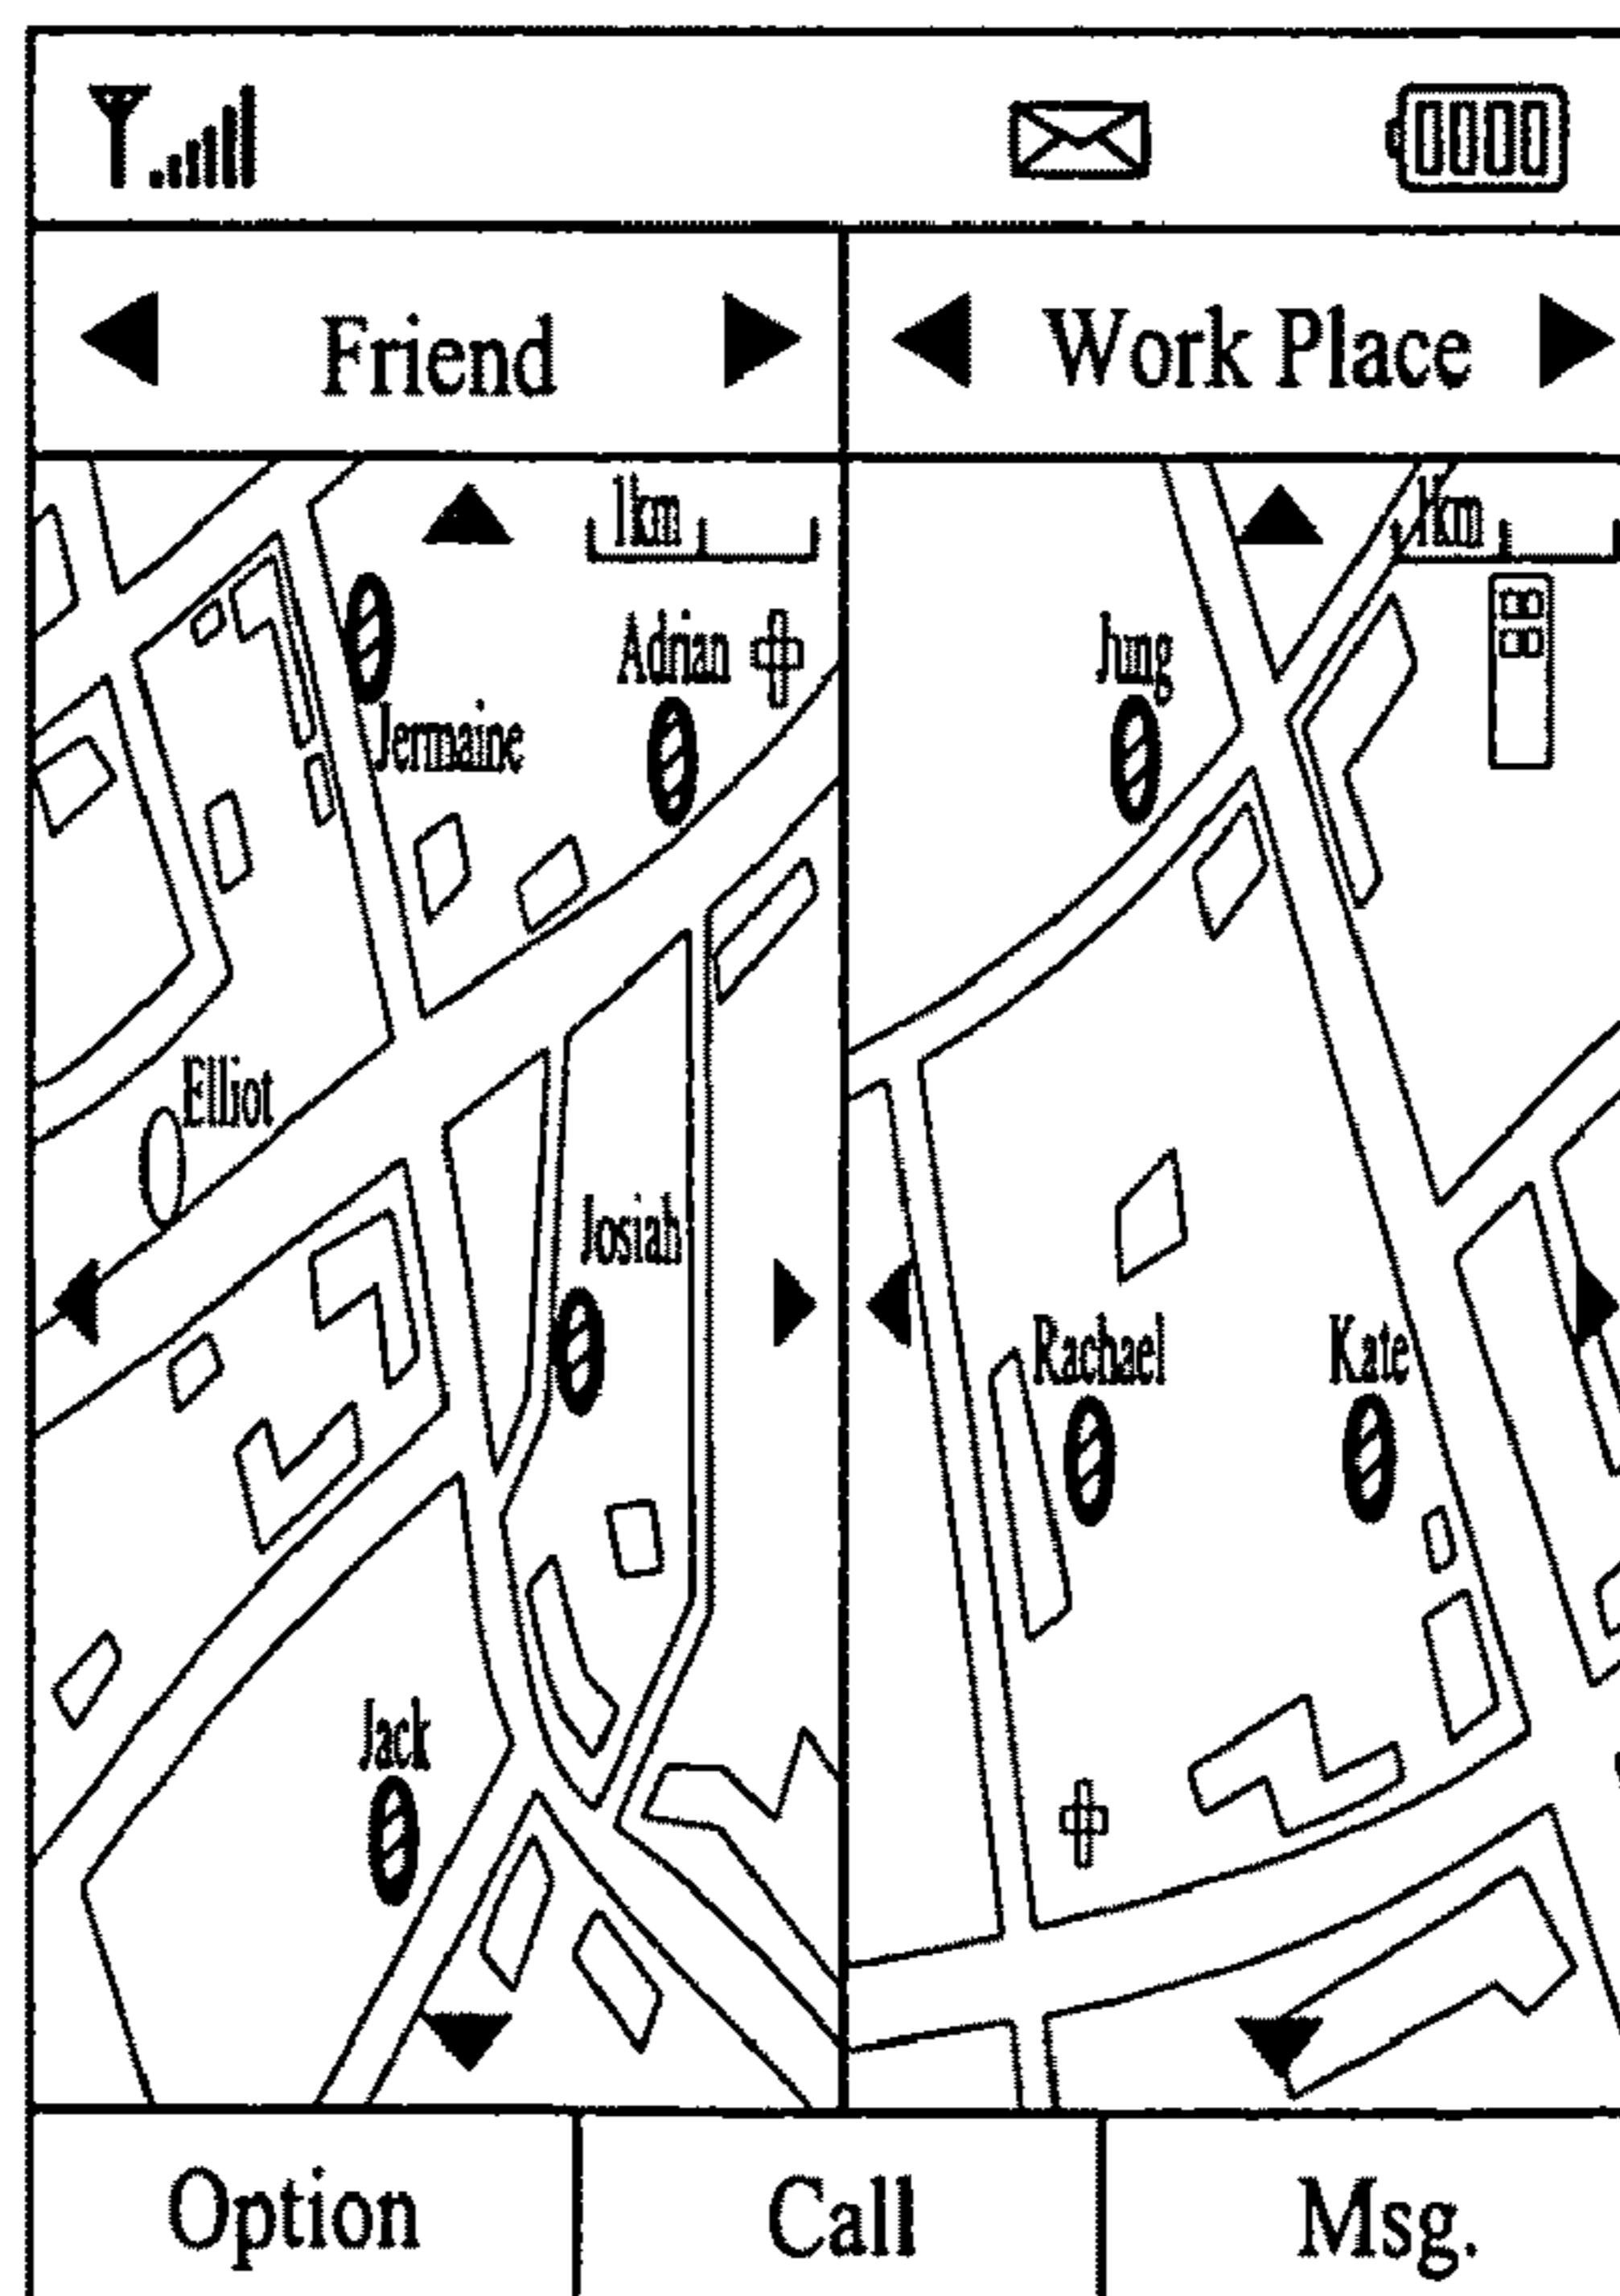 Friend
Work Place
1km
1km
Jermaine
Adrian
Jung
Elliot
Josiah
Rachael
Kate
Jack
Option
Call
Msg.